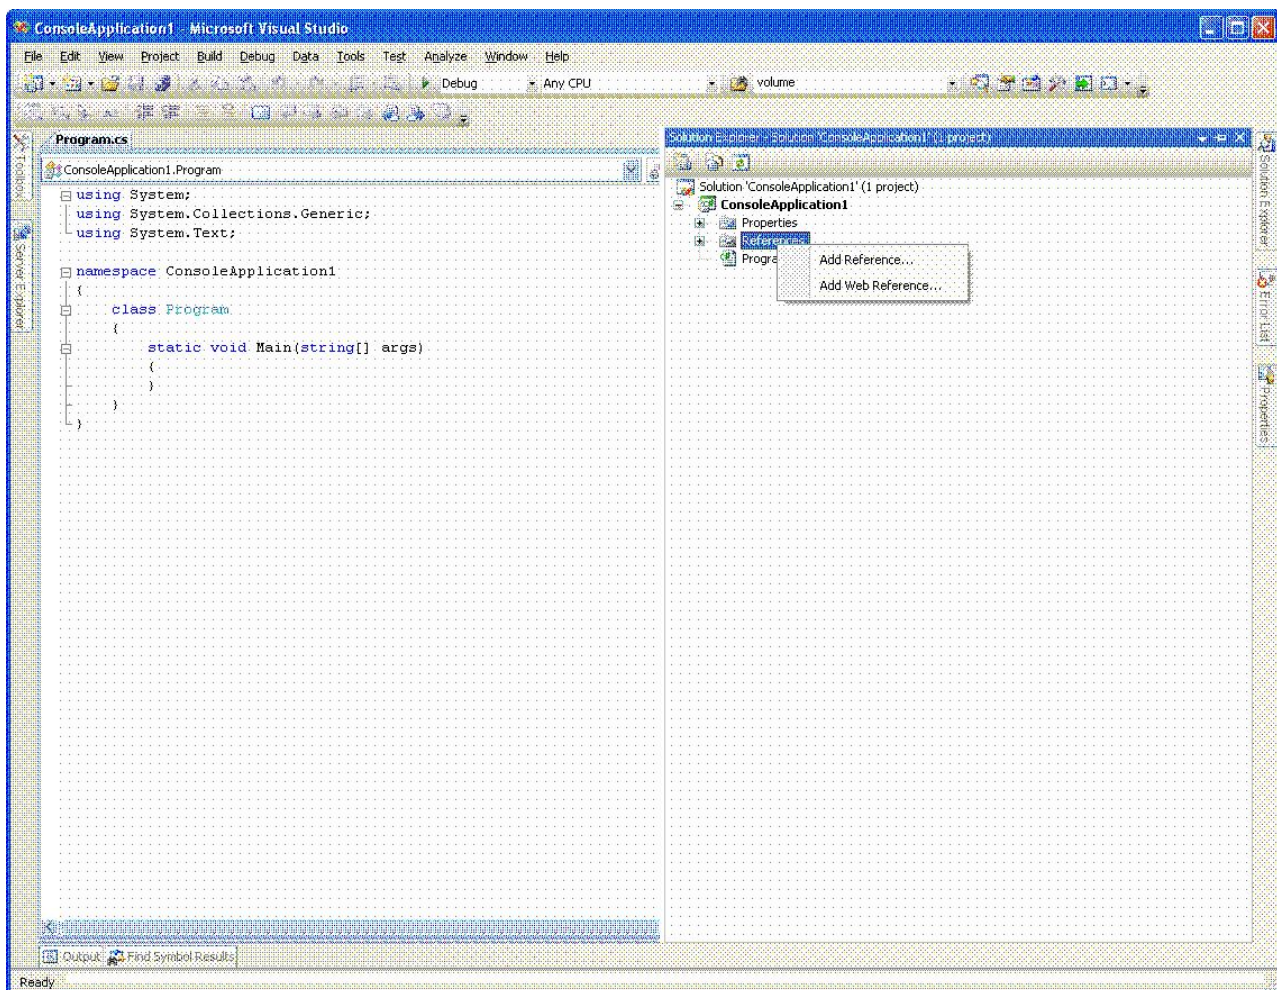 ConsoleApplication1 - Microsoft Visual Studio
File Edit View Project Build Debug Data Tools Test Analyze Window Help
Debug Any CPU volume
Program.cs
ConsoleApplication1.Program
using System;
using System.Collections.Generic;
using System.Text;
namespace ConsoleApplication1
{
class Program
{
static void Main(string[] args)
{
}
}
}
Toolbox
Server Explorer
Solution Explorer - Solution 'ConsoleApplication1' (1 project)
Solution 'ConsoleApplication1' (1 project)
ConsoleApplication1
Properties
References
Progra
Add Reference...
Add Web Reference...
Solution Explorer
Error List
Properties
Output Find Symbol Results
Ready